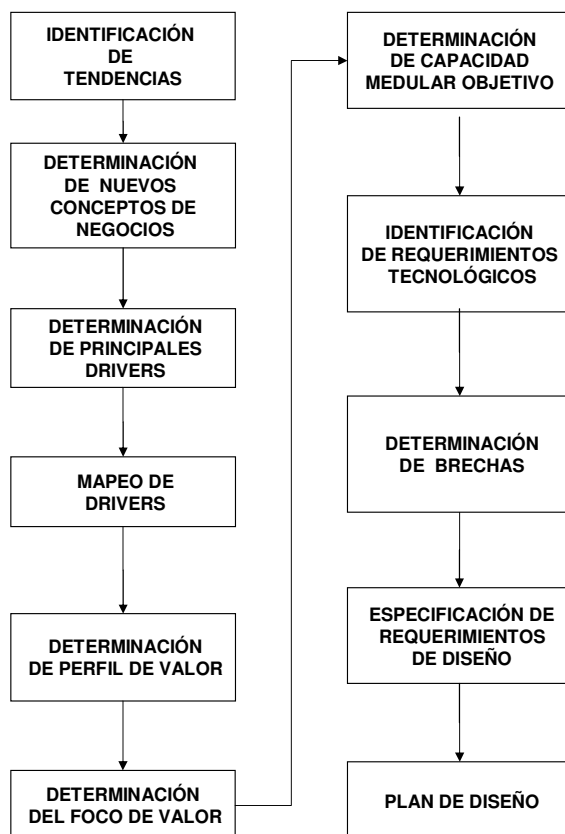 IDENTIFICACIÓN
DE
TENDENCIAS
DETERMINACIÓN
DE NUEVOS
CONCEPTOS DE
NEGOCIOS
DETERMINACIÓN
DE PRINCIPALES
DRIVERS
MAPEO DE
DRIVERS
DETERMINACIÓN
DE PERFIL DE VALOR
DETERMINACIÓN
DEL FOCO DE VALOR
DETERMINACIÓN
DE CAPACIDAD
MEDULAR OBJETIVO
IDENTIFICACIÓN
DE REQUERIMIENTOS
TECNOLÓGICOS
DETERMINACIÓN
DE BRECHAS
ESPECIFICACIÓN DE
REQUERIMIENTOS
DE DISEÑO
PLAN DE DISEÑO